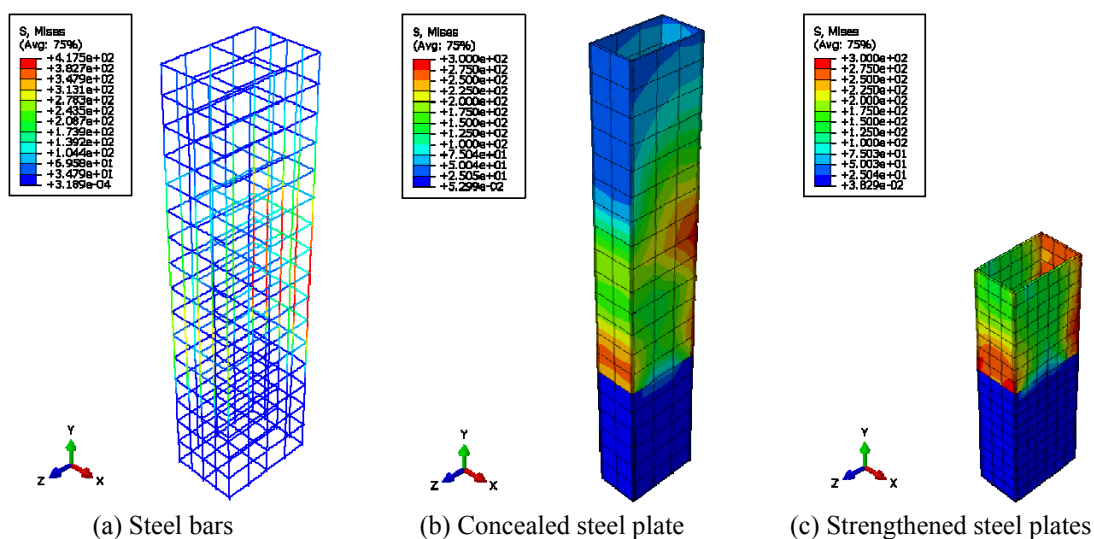 S, Mises
(Avg: 75%)
+4.175e+02
+3.827e+02
+3.479e+02
+3.131e+02
+2.783e+02
+2.435e+02
+2.087e+02
+1.739e+02
+1.392e+02
+1.044e+02
+6.958e+01
+3.479e+01
+3.189e-04
Y
Z
X
(a) Steel bars
S, Mises
(Avg: 75%)
+3.000e+02
+2.750e+02
+2.500e+02
+2.250e+02
+2.000e+02
+1.750e+02
+1.500e+02
+1.250e+02
+1.000e+02
+7.504e+01
+5.004e+01
+2.505e+01
+5.299e-02
Y
Z
X
(b) Concealed steel plate
S, Mises
(Avg: 75%)
+3.000e+02
+2.750e+02
+2.500e+02
+2.250e+02
+2.000e+02
+1.750e+02
+1.500e+02
+1.250e+02
+1.000e+02
+7.503e+01
+5.003e+01
+2.504e+01
+3.829e-02
Y
Z
X
(c) Strengthened steel plates